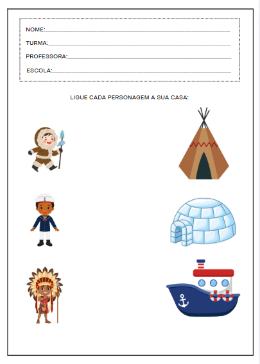 NOME:
TURMA:
PROFESSORA:
ESCOLA:
LIGUE CADA PERSONAGEM A SUA CASA: